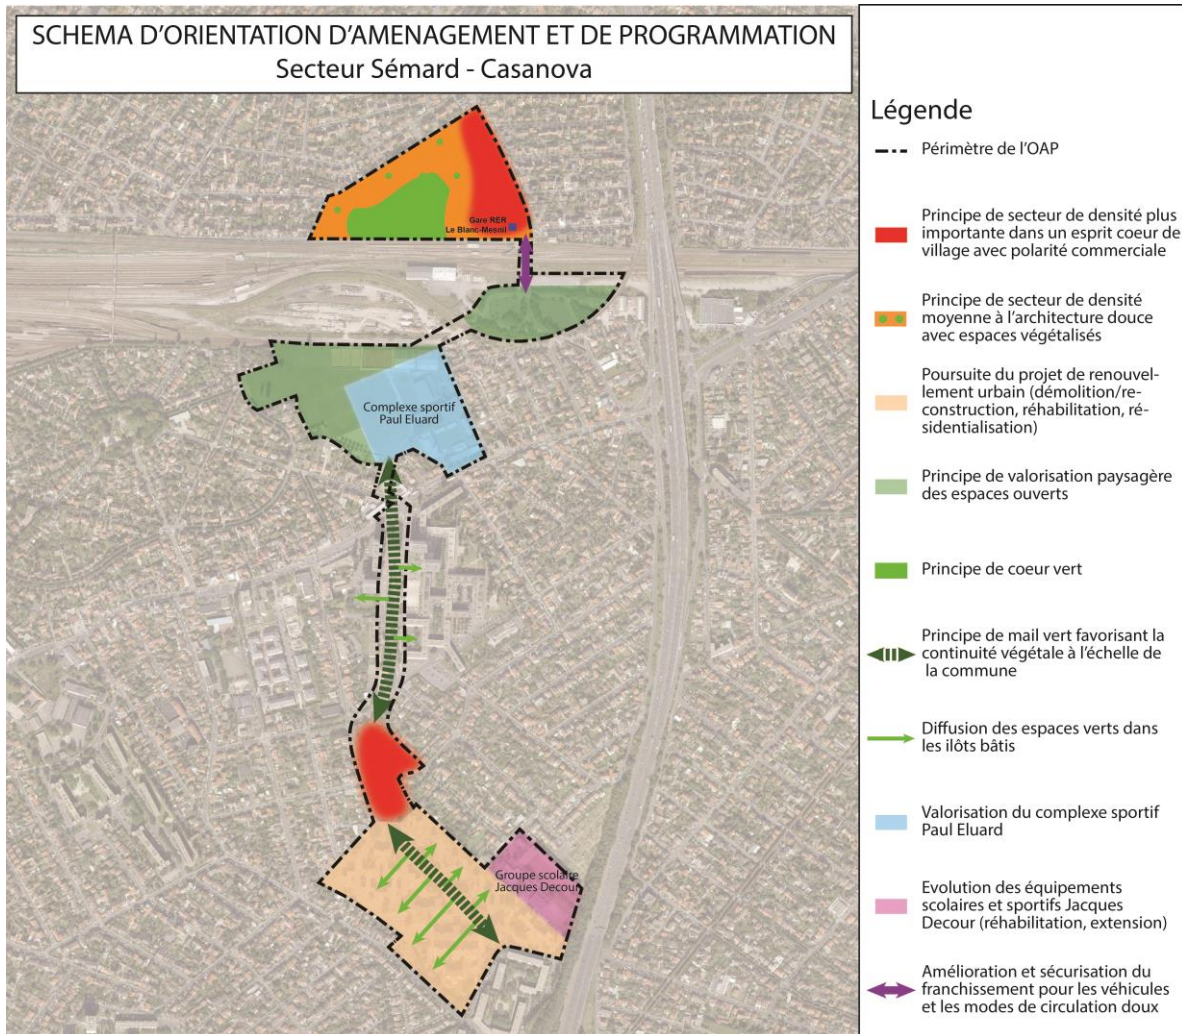 SCHEMA D'ORIENTATION D'AMENAGEMENT ET DE PROGRAMMATION
Secteur Sémard - Casanova
Gare RER
Le Blanc-Mesnil
Complexe sportif
Paul Eluard
Groupe scolaire
Jacques Decour
Légende
Périmètre de l'OAP
Principe de secteur de densité plus
importante dans un esprit coeur de
village avec polarité commerciale
Principe de secteur de densité
moyenne à l'architecture douce
avec espaces végétalisés
Poursuite du projet de renouvel-
lement urbain (démolition/re-
construction, réhabilitation, ré-
sidentialisation)
Principe de valorisation paysagère
des espaces ouverts
Principe de coeur vert
Principe de mail vert favorisant la
continuité végétale à l'échelle de
la commune
Diffusion des espaces verts dans
les ilôts bâtis
Valorisation du complexe sportif
Paul Eluard
Evolution des équipements
scolaires et sportifs Jacques
Decour (réhabilitation, extension)
Amélioration et sécurisation du
franchissement pour les véhicules
et les modes de circulation doux